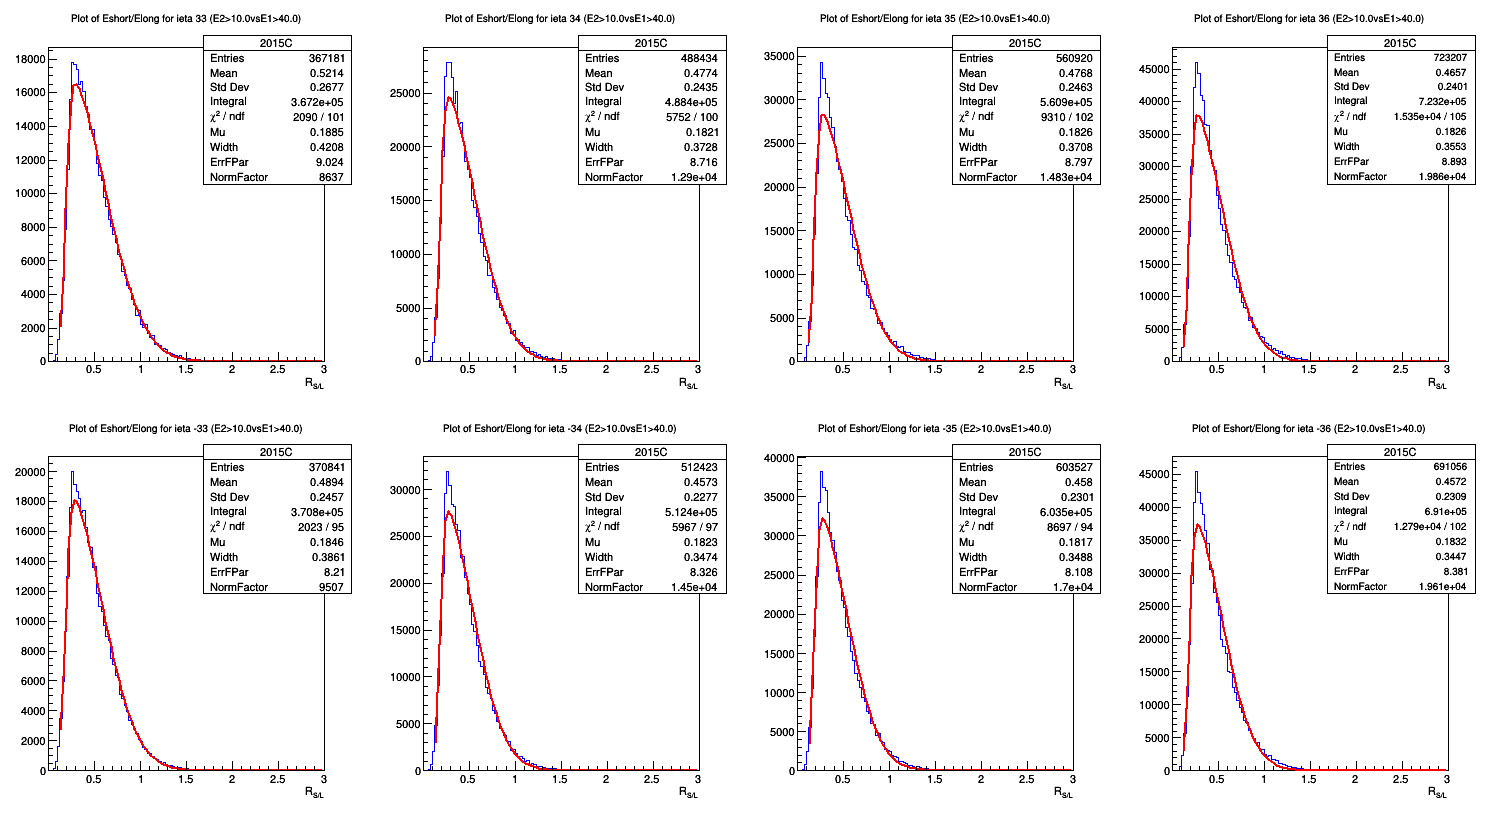 Plot of Eshort/Elong for ieta 33 (E2>10.0vsE1>40.0)
2015C
Entries 367181
Mean 0.5214
Std Dev 0.2677
Integral 3.672e+05
χ² / ndf 2090 / 101
Mu 0.1885
Width 0.4208
ErrFPar 9.024
NormFactor 8637
18000
16000
14000
12000
10000
8000
6000
4000
2000
0
0.5 1 1.5 2 2.5 3
R_S/L
Plot of Eshort/Elong for ieta 34 (E2>10.0vsE1>40.0)
2015C
Entries 488434
Mean 0.4774
Std Dev 0.2435
Integral 4.884e+05
χ² / ndf 5752 / 100
Mu 0.1821
Width 0.3728
ErrFPar 8.716
NormFactor 1.29e+04
25000
20000
15000
10000
5000
0
0.5 1 1.5 2 2.5 3
R_S/L
Plot of Eshort/Elong for ieta 35 (E2>10.0vsE1>40.0)
2015C
Entries 560920
Mean 0.4768
Std Dev 0.2463
Integral 5.609e+05
χ² / ndf 9310 / 102
Mu 0.1826
Width 0.3708
ErrFPar 8.797
NormFactor 1.483e+04
35000
30000
25000
20000
15000
10000
5000
0
0.5 1 1.5 2 2.5 3
R_S/L
Plot of Eshort/Elong for ieta 36 (E2>10.0vsE1>40.0)
2015C
Entries 723207
Mean 0.4657
Std Dev 0.2401
Integral 7.232e+05
χ² / ndf 1.535e+04 / 105
Mu 0.1826
Width 0.3553
ErrFPar 8.893
NormFactor 1.986e+04
45000
40000
35000
30000
25000
20000
15000
10000
5000
0
0.5 1 1.5 2 2.5 3
R_S/L
Plot of Eshort/Elong for ieta -33 (E2>10.0vsE1>40.0)
2015C
Entries 370841
Mean 0.4894
Std Dev 0.2457
Integral 3.708e+05
χ² / ndf 2023 / 95
Mu 0.1846
Width 0.3861
ErrFPar 8.21
NormFactor 9507
20000
18000
16000
14000
12000
10000
8000
6000
4000
2000
0
0.5 1 1.5 2 2.5 3
R_S/L
Plot of Eshort/Elong for ieta -34 (E2>10.0vsE1>40.0)
2015C
Entries 512423
Mean 0.4573
Std Dev 0.2277
Integral 5.124e+05
χ² / ndf 5967 / 97
Mu 0.1823
Width 0.3474
ErrFPar 8.326
NormFactor 1.45e+04
30000
25000
20000
15000
10000
5000
0
0.5 1 1.5 2 2.5 3
R_S/L
Plot of Eshort/Elong for ieta -35 (E2>10.0vsE1>40.0)
2015C
Entries 603527
Mean 0.458
Std Dev 0.2301
Integral 6.035e+05
χ² / ndf 8697 / 94
Mu 0.1817
Width 0.3488
ErrFPar 8.108
NormFactor 1.7e+04
40000
35000
30000
25000
20000
15000
10000
5000
0
0.5 1 1.5 2 2.5 3
R_S/L
Plot of Eshort/Elong for ieta -36 (E2>10.0vsE1>40.0)
2015C
Entries 691056
Mean 0.4572
Std Dev 0.2309
Integral 6.91e+05
χ² / ndf 1.279e+04 / 102
Mu 0.1832
Width 0.3447
ErrFPar 8.381
NormFactor 1.961e+04
45000
40000
35000
30000
25000
20000
15000
10000
5000
0
0.5 1 1.5 2 2.5 3
R_S/L